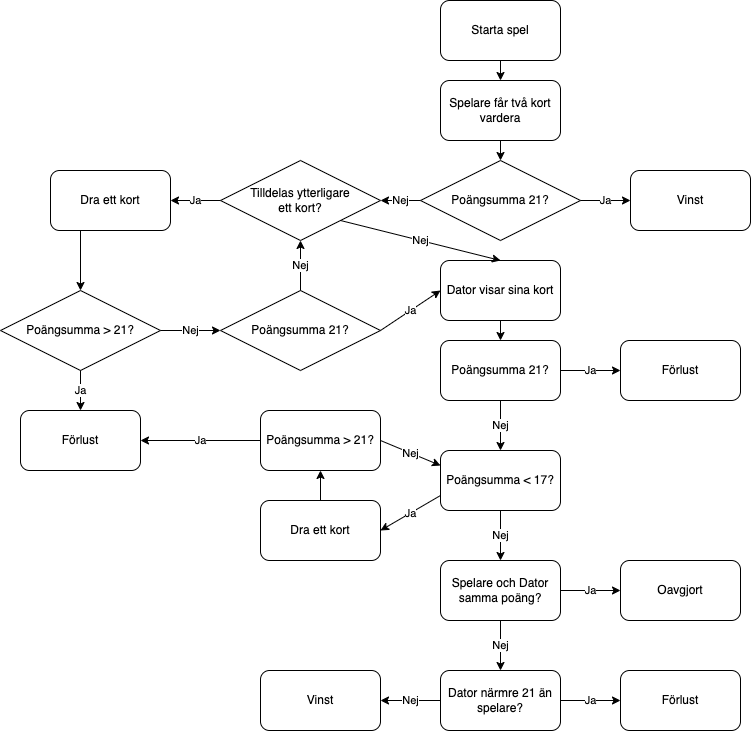 Starta spel
Spelare får två kort
vardera
Dra ett kort
Ja
Tilldelas ytterligare
ett kort?
Nej
Poängsumma 21?
Ja
Vinst
Nej
Nej
Dator visar sina kort
Poängsumma > 21?
Nej
Poängsumma 21?
Ja
Poängsumma 21?
Ja
Förlust
Ja
Nej
Förlust
Ja
Poängsumma > 21?
Nej
Poängsumma < 17?
Ja
Dra ett kort
Nej
Spelare och Dator
samma poäng?
Ja
Oavgjort
Nej
Vinst
Nej
Dator närmre 21 än
spelare?
Ja
Förlust